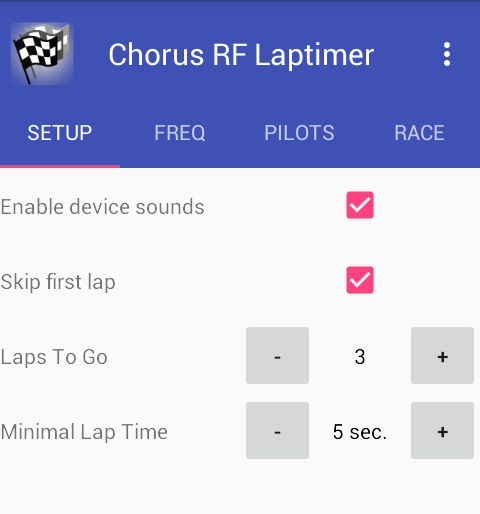 Chorus RF Laptimer
SETUP FREQ PILOTS RACE
Enable device sounds
Skip first lap
Laps To Go - 3 +
Minimal Lap Time - 5 sec. +